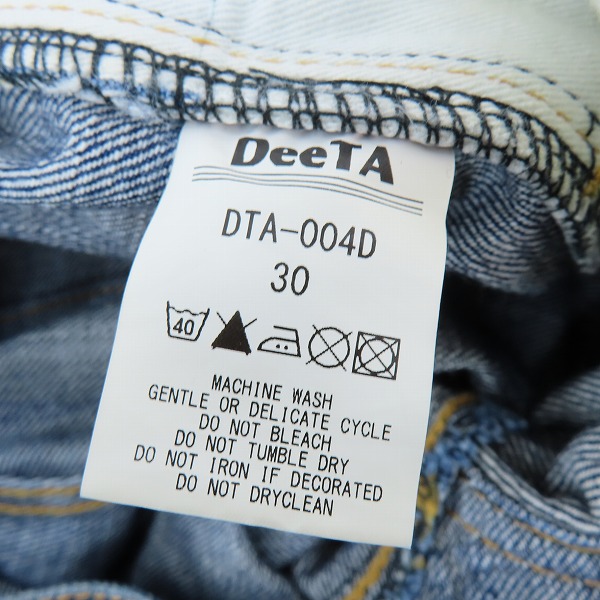 DeeTA
DTA-004D
30
40
MACHINE WASH
GENTLE OR DELICATE CYCLE
DO NOT BLEACH
DO NOT TUMBLE DRY
DO NOT IRON IF DECORATED
DO NOT DRYCLEAN